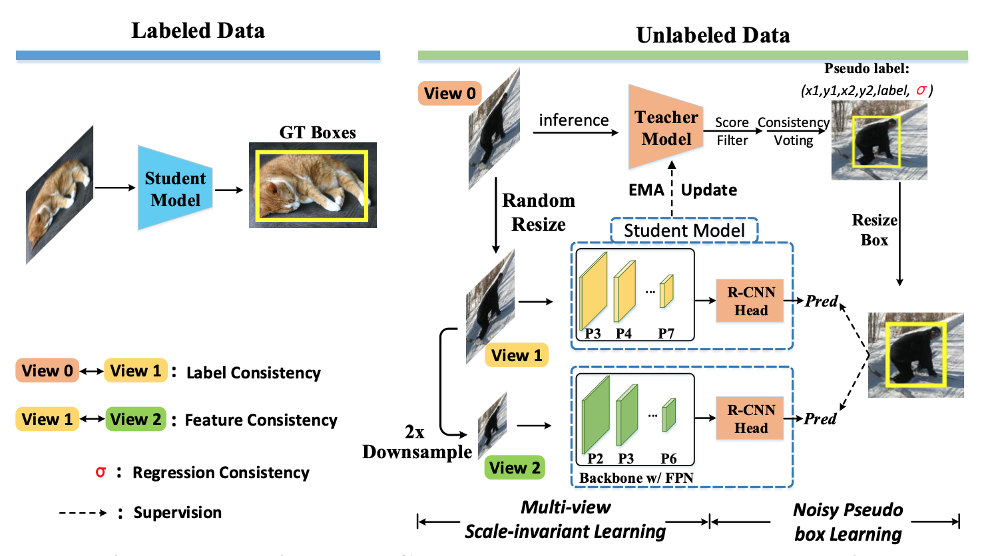 Labeled Data
GT Boxes
Student
Model
View 0 View 1 : Label Consistency
View 1 View 2 : Feature Consistency
σ : Regression Consistency
: Supervision
Unlabeled Data
View 0
inference
Teacher
Model
Score
Filter
Consistency
Voting
Pseudo label:
(x1,y1,x2,y2,label, σ)
Random
Resize
EMA Update
Resize
Box
Student Model
P3 P4 ... P7
R-CNN
Head
Pred
View 1
2x
Downsample
View 2
P2 P3 ... P6
Backbone w/ FPN
R-CNN
Head
Pred
Multi-view
Scale-invariant Learning
Noisy Pseudo
box Learning